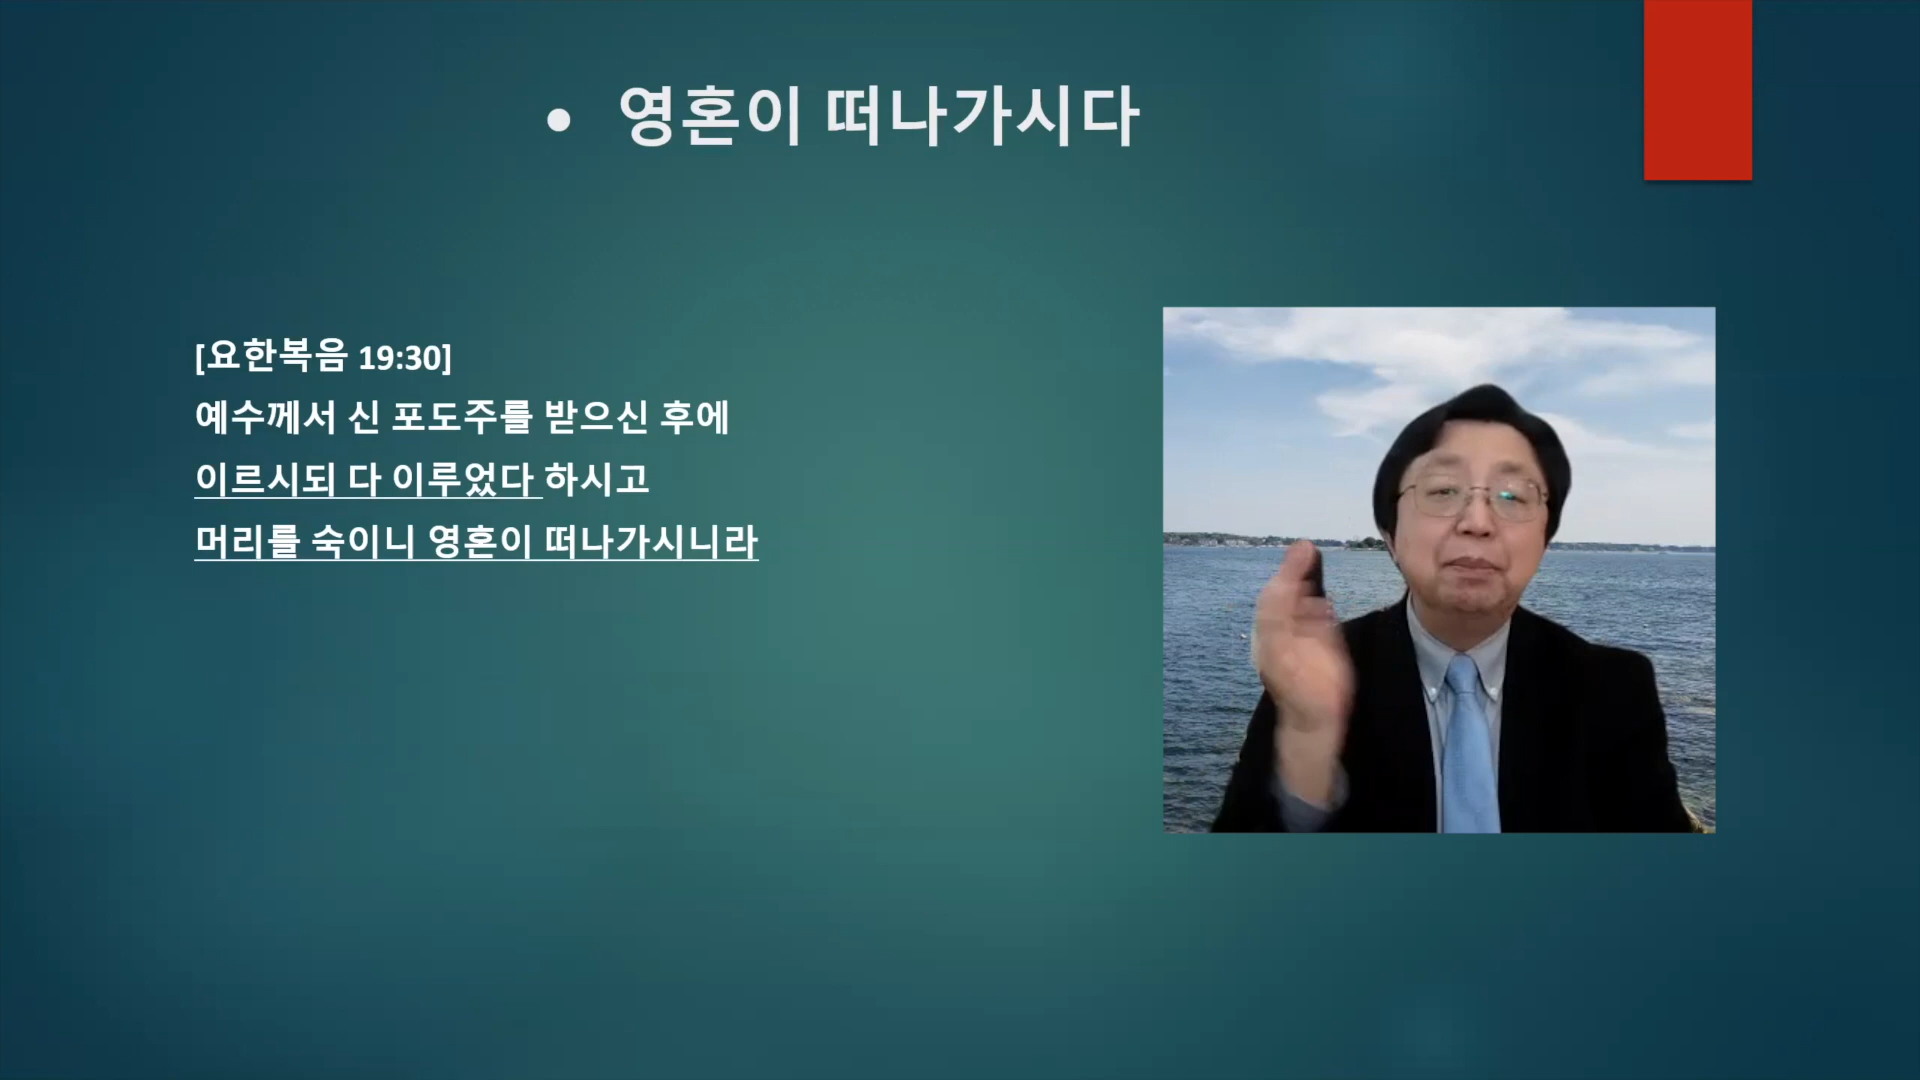 • 영혼이 떠나가시다
[요한복음 19:30]
예수께서 신 포도주를 받으신 후에
이르시되 다 이루었다 하시고
머리를 숙이니 영혼이 떠나가시니라